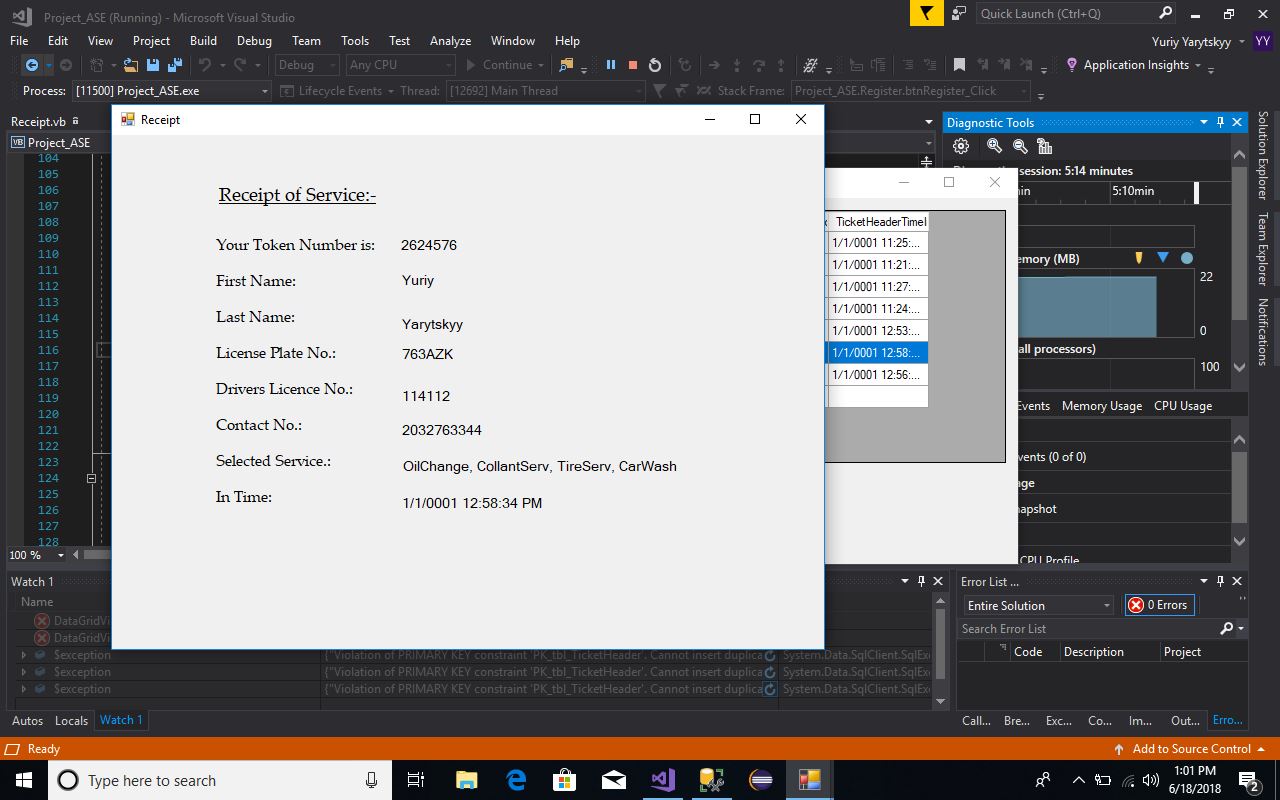 Project_ASE (Running) - Microsoft Visual Studio
Quick Launch (Ctrl+Q)
File Edit View Project Build Debug Team Tools Test Analyze Window Help
Yuriy Yarytskyy YY
Debug Any CPU Continue Application Insights
Process: [11500] Project_ASE.exe Lifecycle Events Thread: [12692] Main Thread Stack Frame: Project_ASE.Register.btnRegister_Click
Receipt.vb
VB Project_ASE
104
105
106
107
108
109
110
111
112
113
114
115
116
117
118
119
120
121
122
123
124
125
126
127
128
100 %
Receipt
Receipt of Service:-
Your Token Number is: 2624576
First Name: Yuriy
Last Name: Yarytskyy
License Plate No.: 763AZK
Drivers Licence No.: 114112
Contact No.: 2032763344
Selected Service.: OilChange, CollantServ, TireServ, CarWash
In Time: 1/1/0001 12:58:34 PM
TicketHeaderTimeI
1/1/0001 11:25:...
1/1/0001 11:21:...
1/1/0001 11:27:...
1/1/0001 11:24:...
1/1/0001 12:53:...
1/1/0001 12:58:...
1/1/0001 12:56:...
Diagnostic Tools
session: 5:14 minutes
min 5:10min
emory (MB)
22
0
all processors)
100
Events Memory Usage CPU Usage
vents (0 of 0)
age
napshot
CPU Profile
Solution Explorer
Team Explorer
Notifications
Watch 1
Name
DataGridVi
DataGridVi
Sexception {"Violation of PRIMARY KEY constraint 'PK_tbl_TicketHeader'. Cannot insert duplica System.Data.SqlClient.SqlExc
Sexception {"Violation of PRIMARY KEY constraint 'PK_tbl_TicketHeader'. Cannot insert duplica System.Data.SqlClient.SqlExc
Sexception {"Violation of PRIMARY KEY constraint 'PK_tbl_TicketHeader'. Cannot insert duplica System.Data.SqlClient.SqlExc
Autos Locals Watch 1
Error List ...
Entire Solution 0 Errors
Search Error List
Code Description Project
Call... Bre... Exc... Co... Im... Out... Erro...
Ready
Add to Source Control
Type here to search
1:01 PM
6/18/2018
2